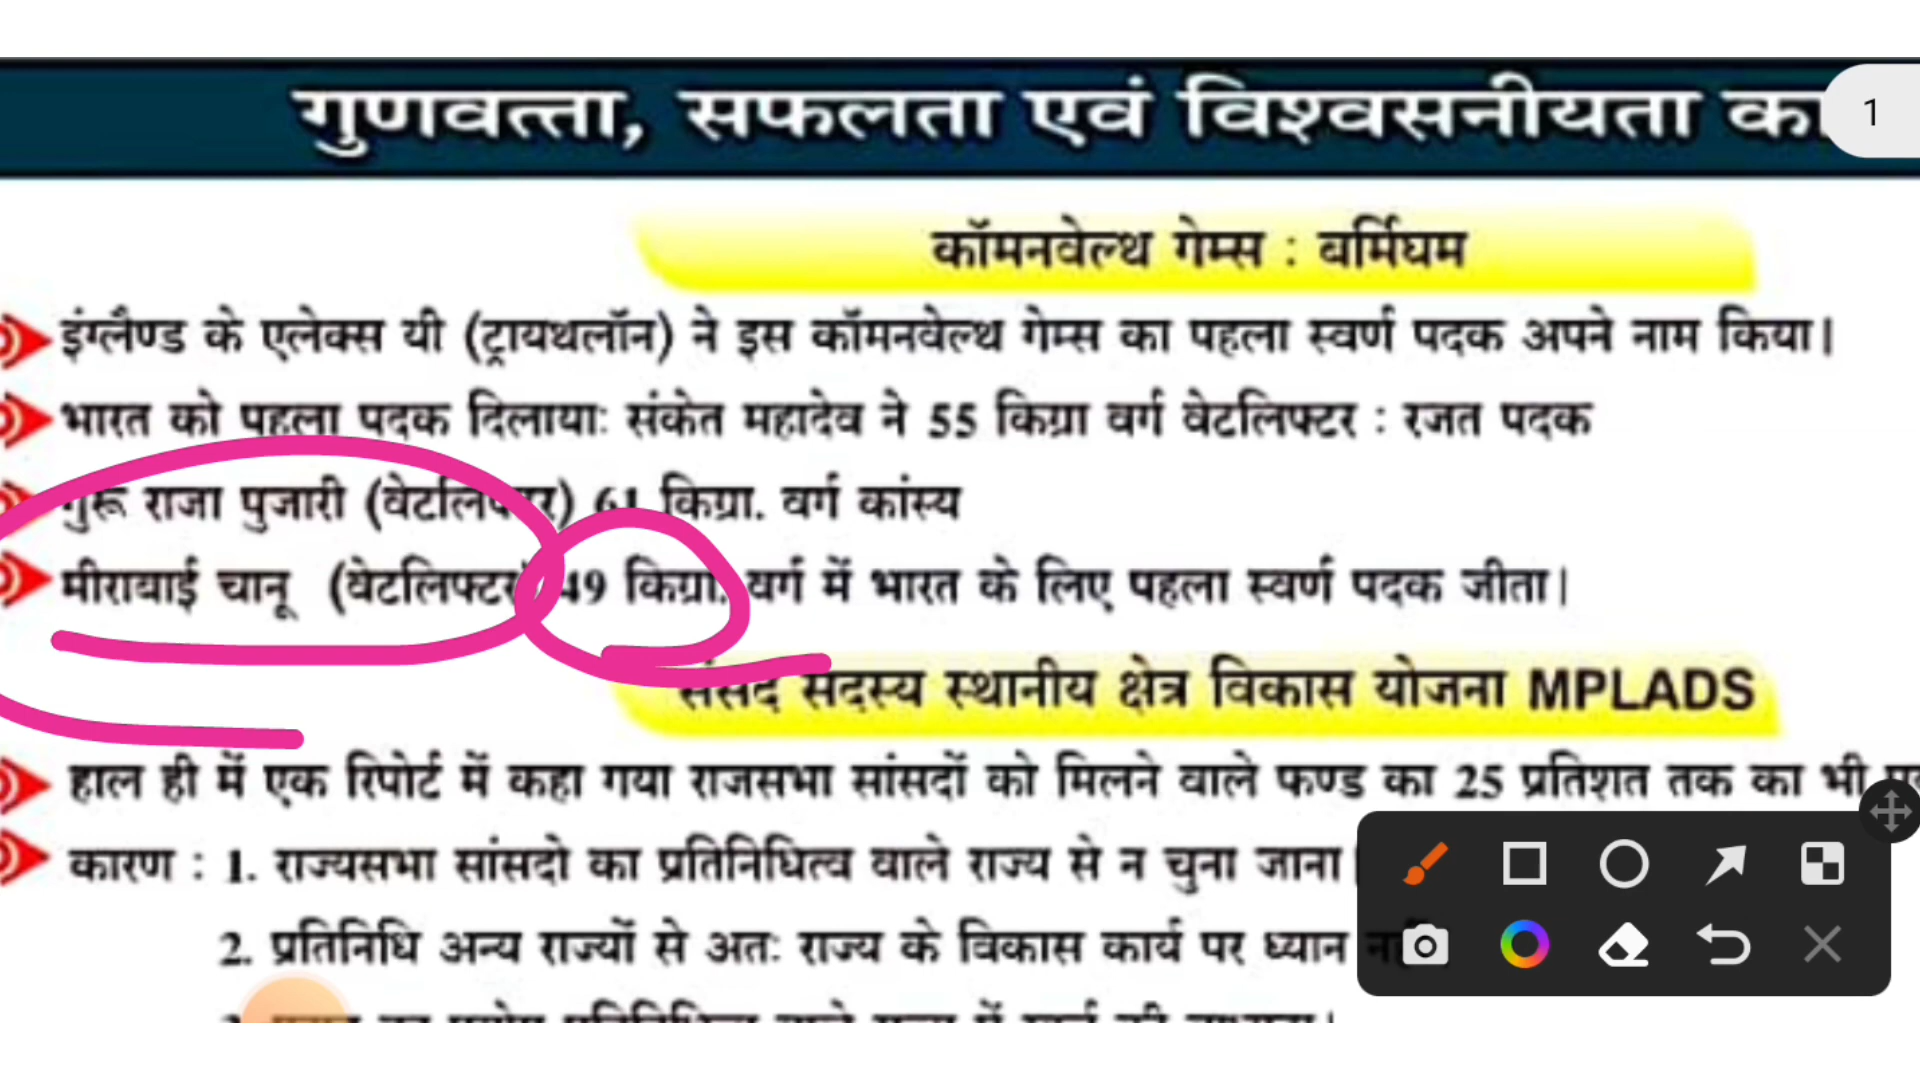 गुणवत्ता, सफलता एवं विश्वसनीयता का
1
कॉमनवेल्थ गेम्स : बर्मिघम
इंग्लैण्ड के एलेक्स यी (ट्रायथलॉन) ने इस कॉमनवेल्थ गेम्स का पहला स्वर्ण पदक अपने नाम किया।
भारत को पहला पदक दिलायाः संकेत महादेव ने 55 किग्रा वर्ग वेटलिफ्टर : रजत पदक
गुरू राजा पुजारी (वेटलिफ्टर) 61 किग्रा. वर्ग कांस्य
मीराबाई चानू (वेटलिफ्टर) 49 किग्रा. वर्ग में भारत के लिए पहला स्वर्ण पदक जीता।
संसद सदस्य स्थानीय क्षेत्र विकास योजना MPLADS
हाल ही में एक रिपोर्ट में कहा गया राजसभा सांसदों को मिलने वाले फण्ड का 25 प्रतिशत तक का भी
कारण : 1. राज्यसभा सांसदो का प्रतिनिधित्व वाले राज्य से न चुना जाना।
2. प्रतिनिधि अन्य राज्यों से अतः राज्य के विकास कार्य पर ध्यान